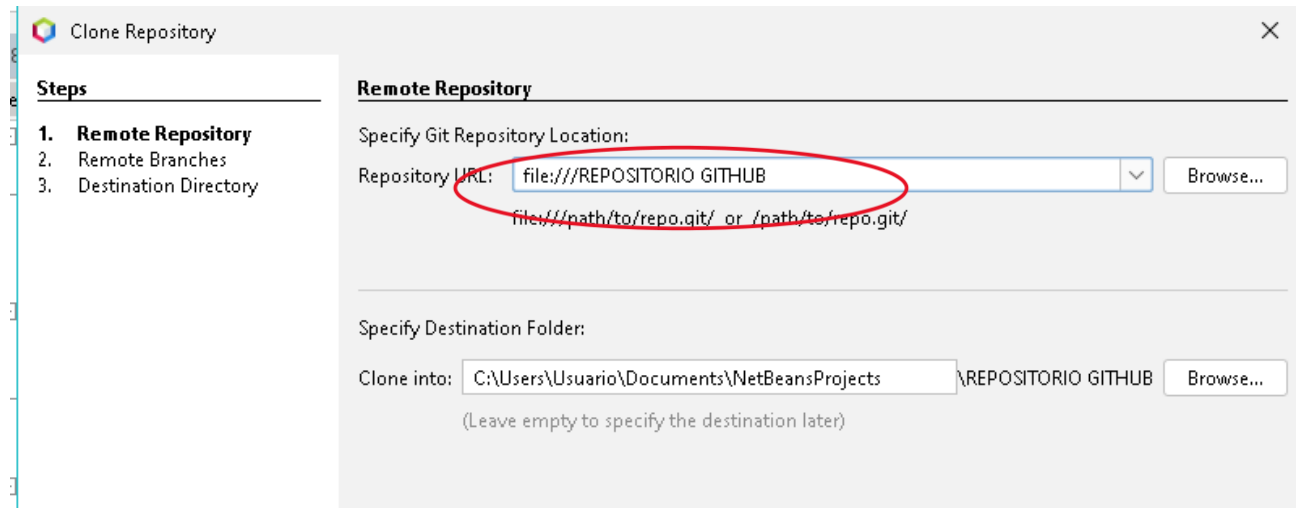 Clone Repository
Steps
1. Remote Repository
2. Remote Branches
3. Destination Directory
Remote Repository
Specify Git Repository Location:
Repository URL: file:///REPOSITORIO GITHUB Browse...
file:///path/to/repo.git/ or /path/to/repo.git/
Specify Destination Folder:
Clone into: C:\Users\Usuario\Documents\NetBeansProjects \REPOSITORIO GITHUB Browse...
(Leave empty to specify the destination later)